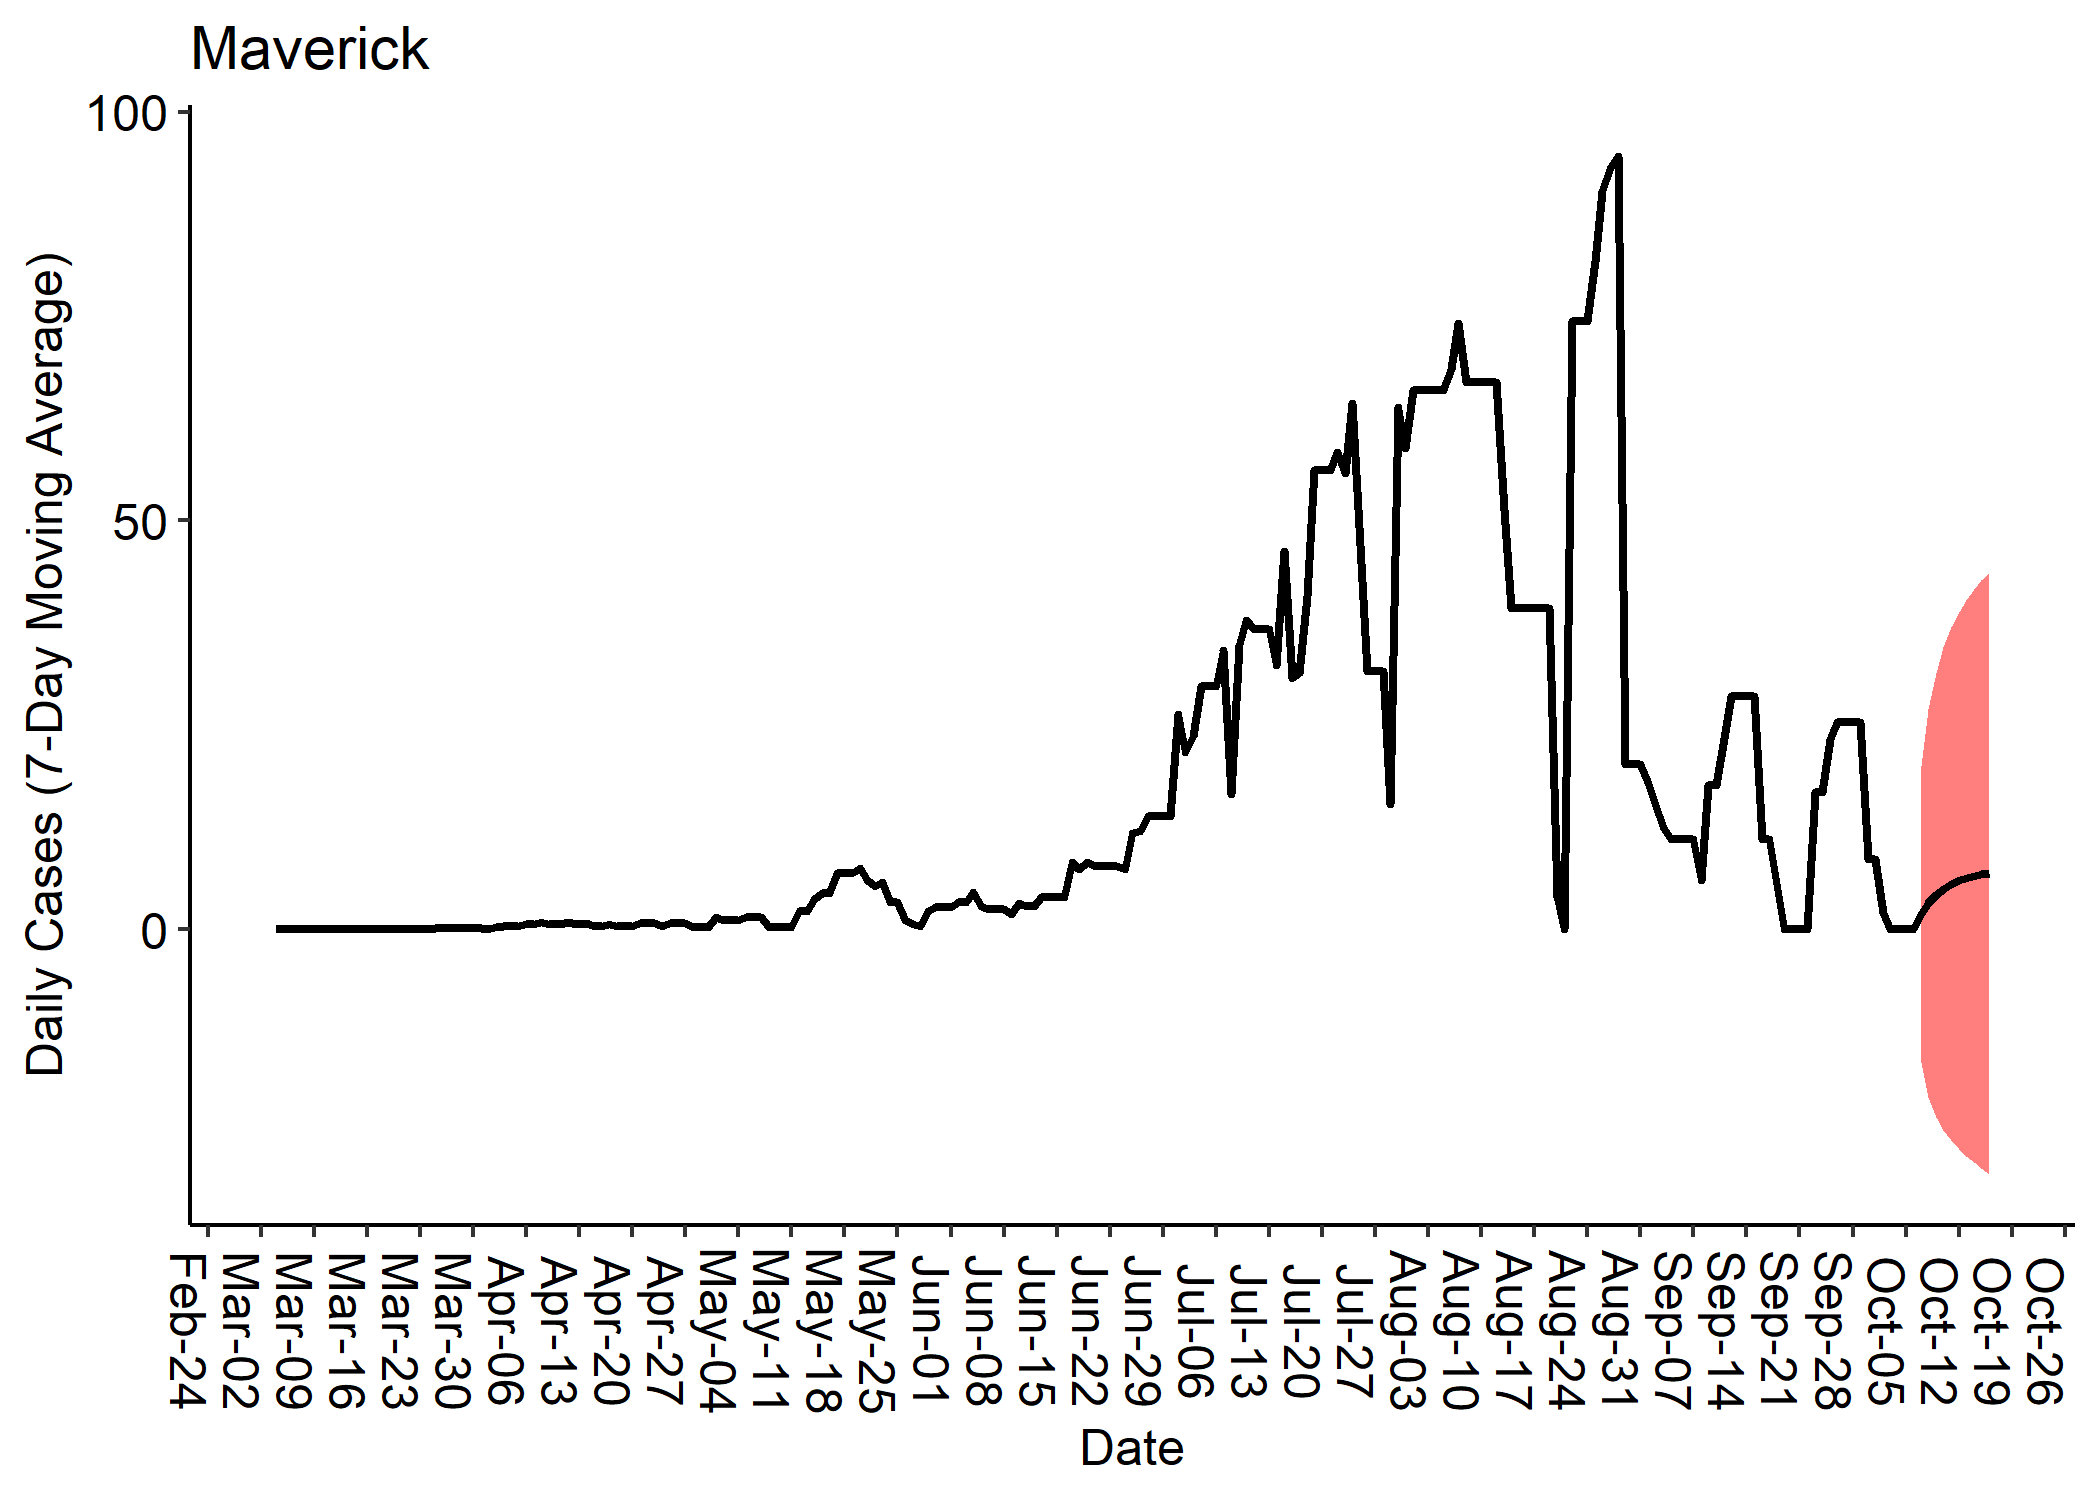 Maverick
Daily Cases (7-Day Moving Average)
100
50
0
Feb-24
Mar-02
Mar-09
Mar-16
Mar-23
Mar-30
Apr-06
Apr-13
Apr-20
Apr-27
May-04
May-11
May-18
May-25
Jun-01
Jun-08
Jun-15
Jun-22
Jun-29
Jul-06
Jul-13
Jul-20
Jul-27
Aug-03
Aug-10
Aug-17
Aug-24
Aug-31
Sep-07
Sep-14
Sep-21
Sep-28
Oct-05
Oct-12
Oct-19
Oct-26
Date